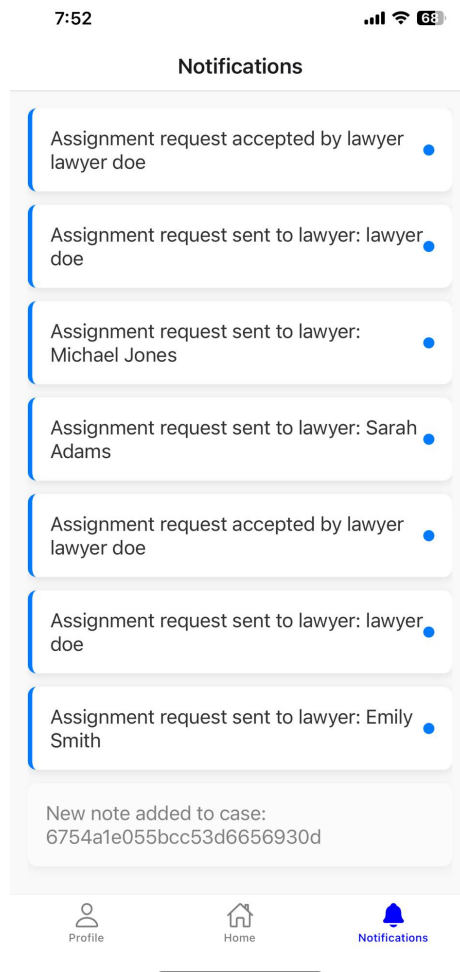 7:52
68
Notifications
Assignment request accepted by lawyer
lawyer doe
Assignment request sent to lawyer: lawyer
doe
Assignment request sent to lawyer:
Michael Jones
Assignment request sent to lawyer: Sarah
Adams
Assignment request accepted by lawyer
lawyer doe
Assignment request sent to lawyer: lawyer
doe
Assignment request sent to lawyer: Emily
Smith
New note added to case:
6754a1e055bcc53d6656930d
Profile
Home
Notifications